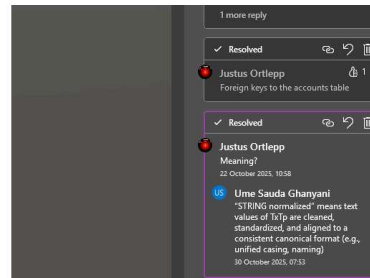 1 more reply
Resolved
Justus Ortlepp
1
Foreign keys to the accounts table
Resolved
Justus Ortlepp
Meaning?
22 October 2025, 10:58
US
Ume Sauda Ghanyani
“STRING normalized” means text
values of TxTp are cleaned,
standardized, and aligned to a
consistent canonical format (e.g.,
unified casing, naming)
30 October 2025, 07:53